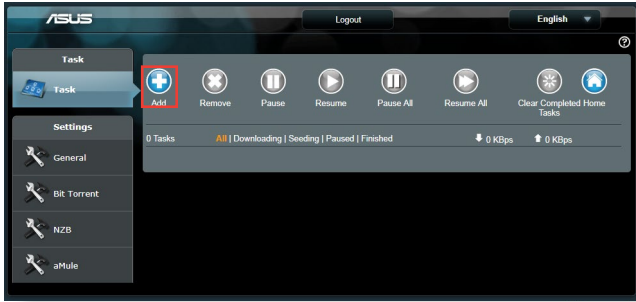 ASUS
Logout
English
?
Task
Task
Settings
General
Bit Torrent
NZB
aMule
Add
Remove
Pause
Resume
Pause All
Resume All
Clear Completed Tasks
Home
0 Tasks
All | Downloading | Seeding | Paused | Finished
0 KBps
0 KBps